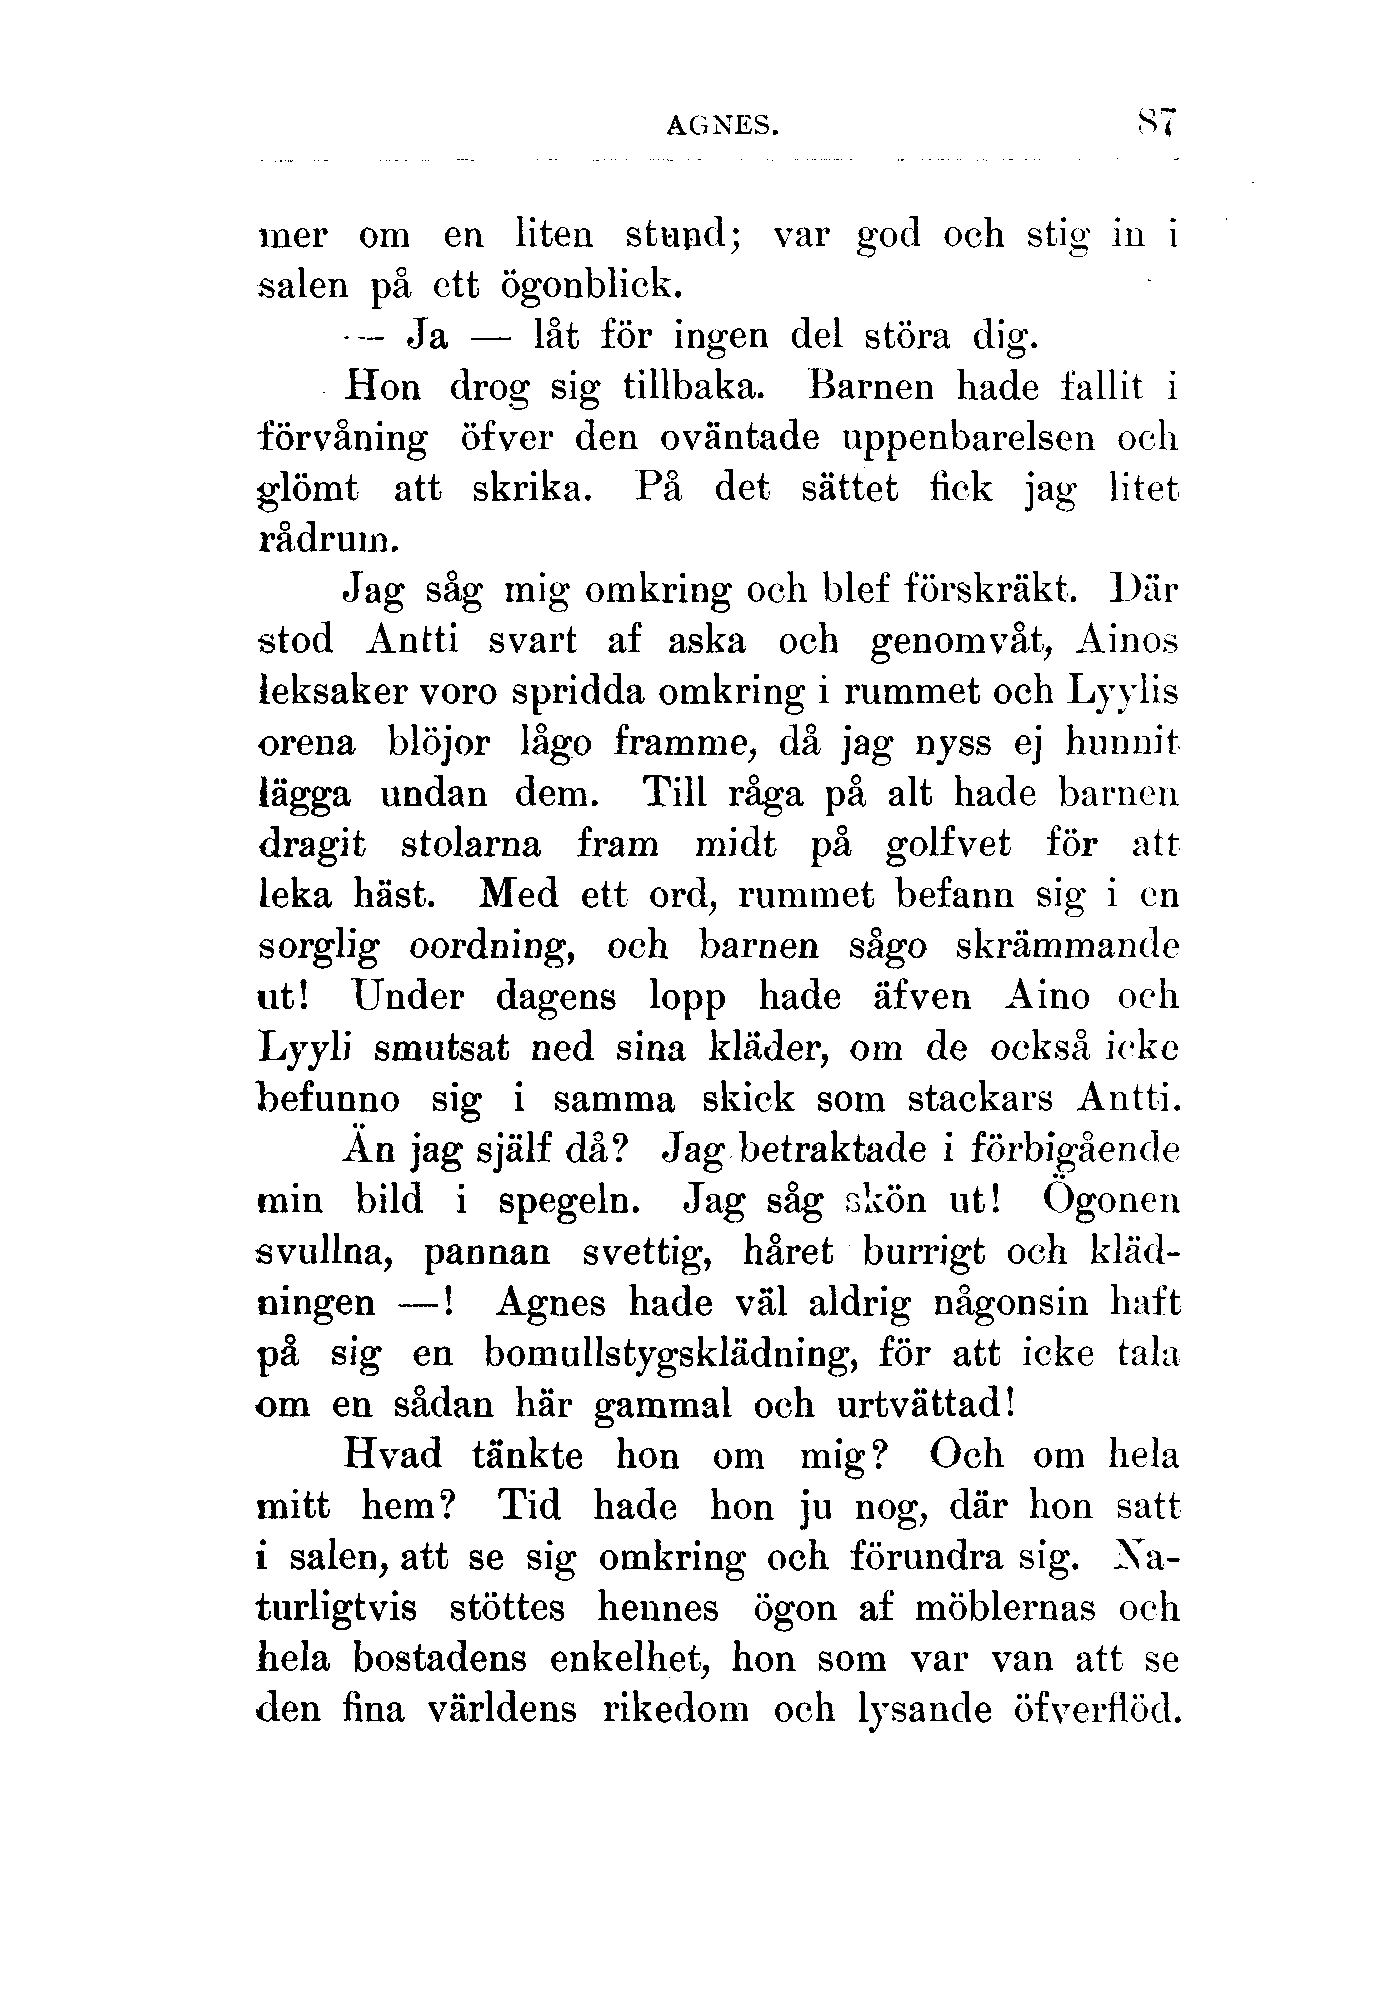 AGNES. 87
mer om en liten stund; var god och stig in i
salen på ett ögonblick.
— Ja — låt för ingen del störa dig.
Hon drog sig tillbaka. Barnen hade fallit i
förvåning öfver den oväntade uppenbarelsen och
glömt att skrika. På det sättet fick jag litet
rådrum.
Jag såg mig omkring och blef förskräkt. Där
stod Antti svart af aska och genomvåt, Ainos
leksaker voro spridda omkring i rummet och Lyylis
orena blöjor lågo framme, då jag nyss ej hunnit
lägga undan dem. Till råga på alt hade barnen
dragit stolarna fram midt på golfvet för att
leka häst. Med ett ord, rummet befann sig i en
sorglig oordning, och barnen sågo skrämmande
ut! Under dagens lopp hade äfven Aino och
Lyyli smutsat ned sina kläder, om de också icke
befunno sig i samma skick som stackars Antti.
Än jag själf då? Jag betraktade i förbigående
min bild i spegeln. Jag såg skön ut! Ögonen
svullna, pannan svettig, håret burrigt och kläd-
ningen —! Agnes hade väl aldrig någonsin haft
på sig en bomullstygsklädning, för att icke tala
om en sådan här gammal och urtvättad!
Hvad tänkte hon om mig? Och om hela
mitt hem? Tid hade hon ju nog, där hon satt
i salen, att se sig omkring och förundra sig. Na-
turligtvis stöttes hennes ögon af möblernas och
hela bostadens enkelhet, hon som var van att se
den fina världens rikedom och lysande öfverflöd.